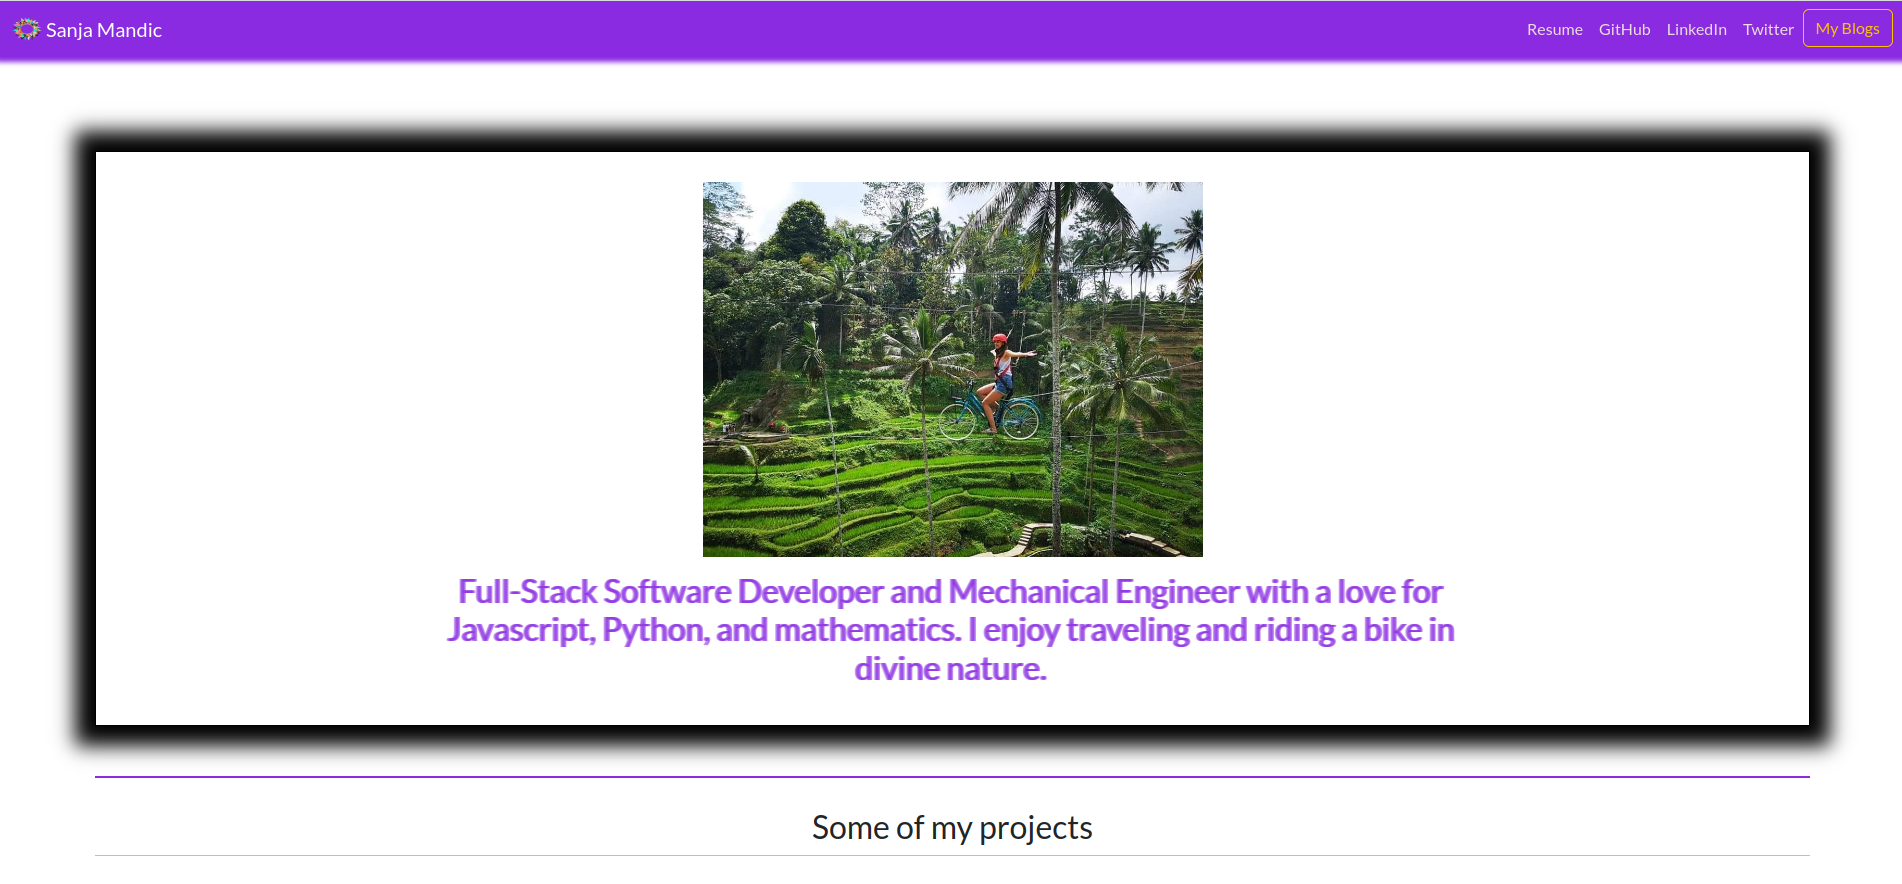 Sanja Mandic
Resume GitHub LinkedIn Twitter My Blogs
Full-Stack Software Developer and Mechanical Engineer with a love for
Javascript, Python, and mathematics. I enjoy traveling and riding a bike in
divine nature.
Some of my projects